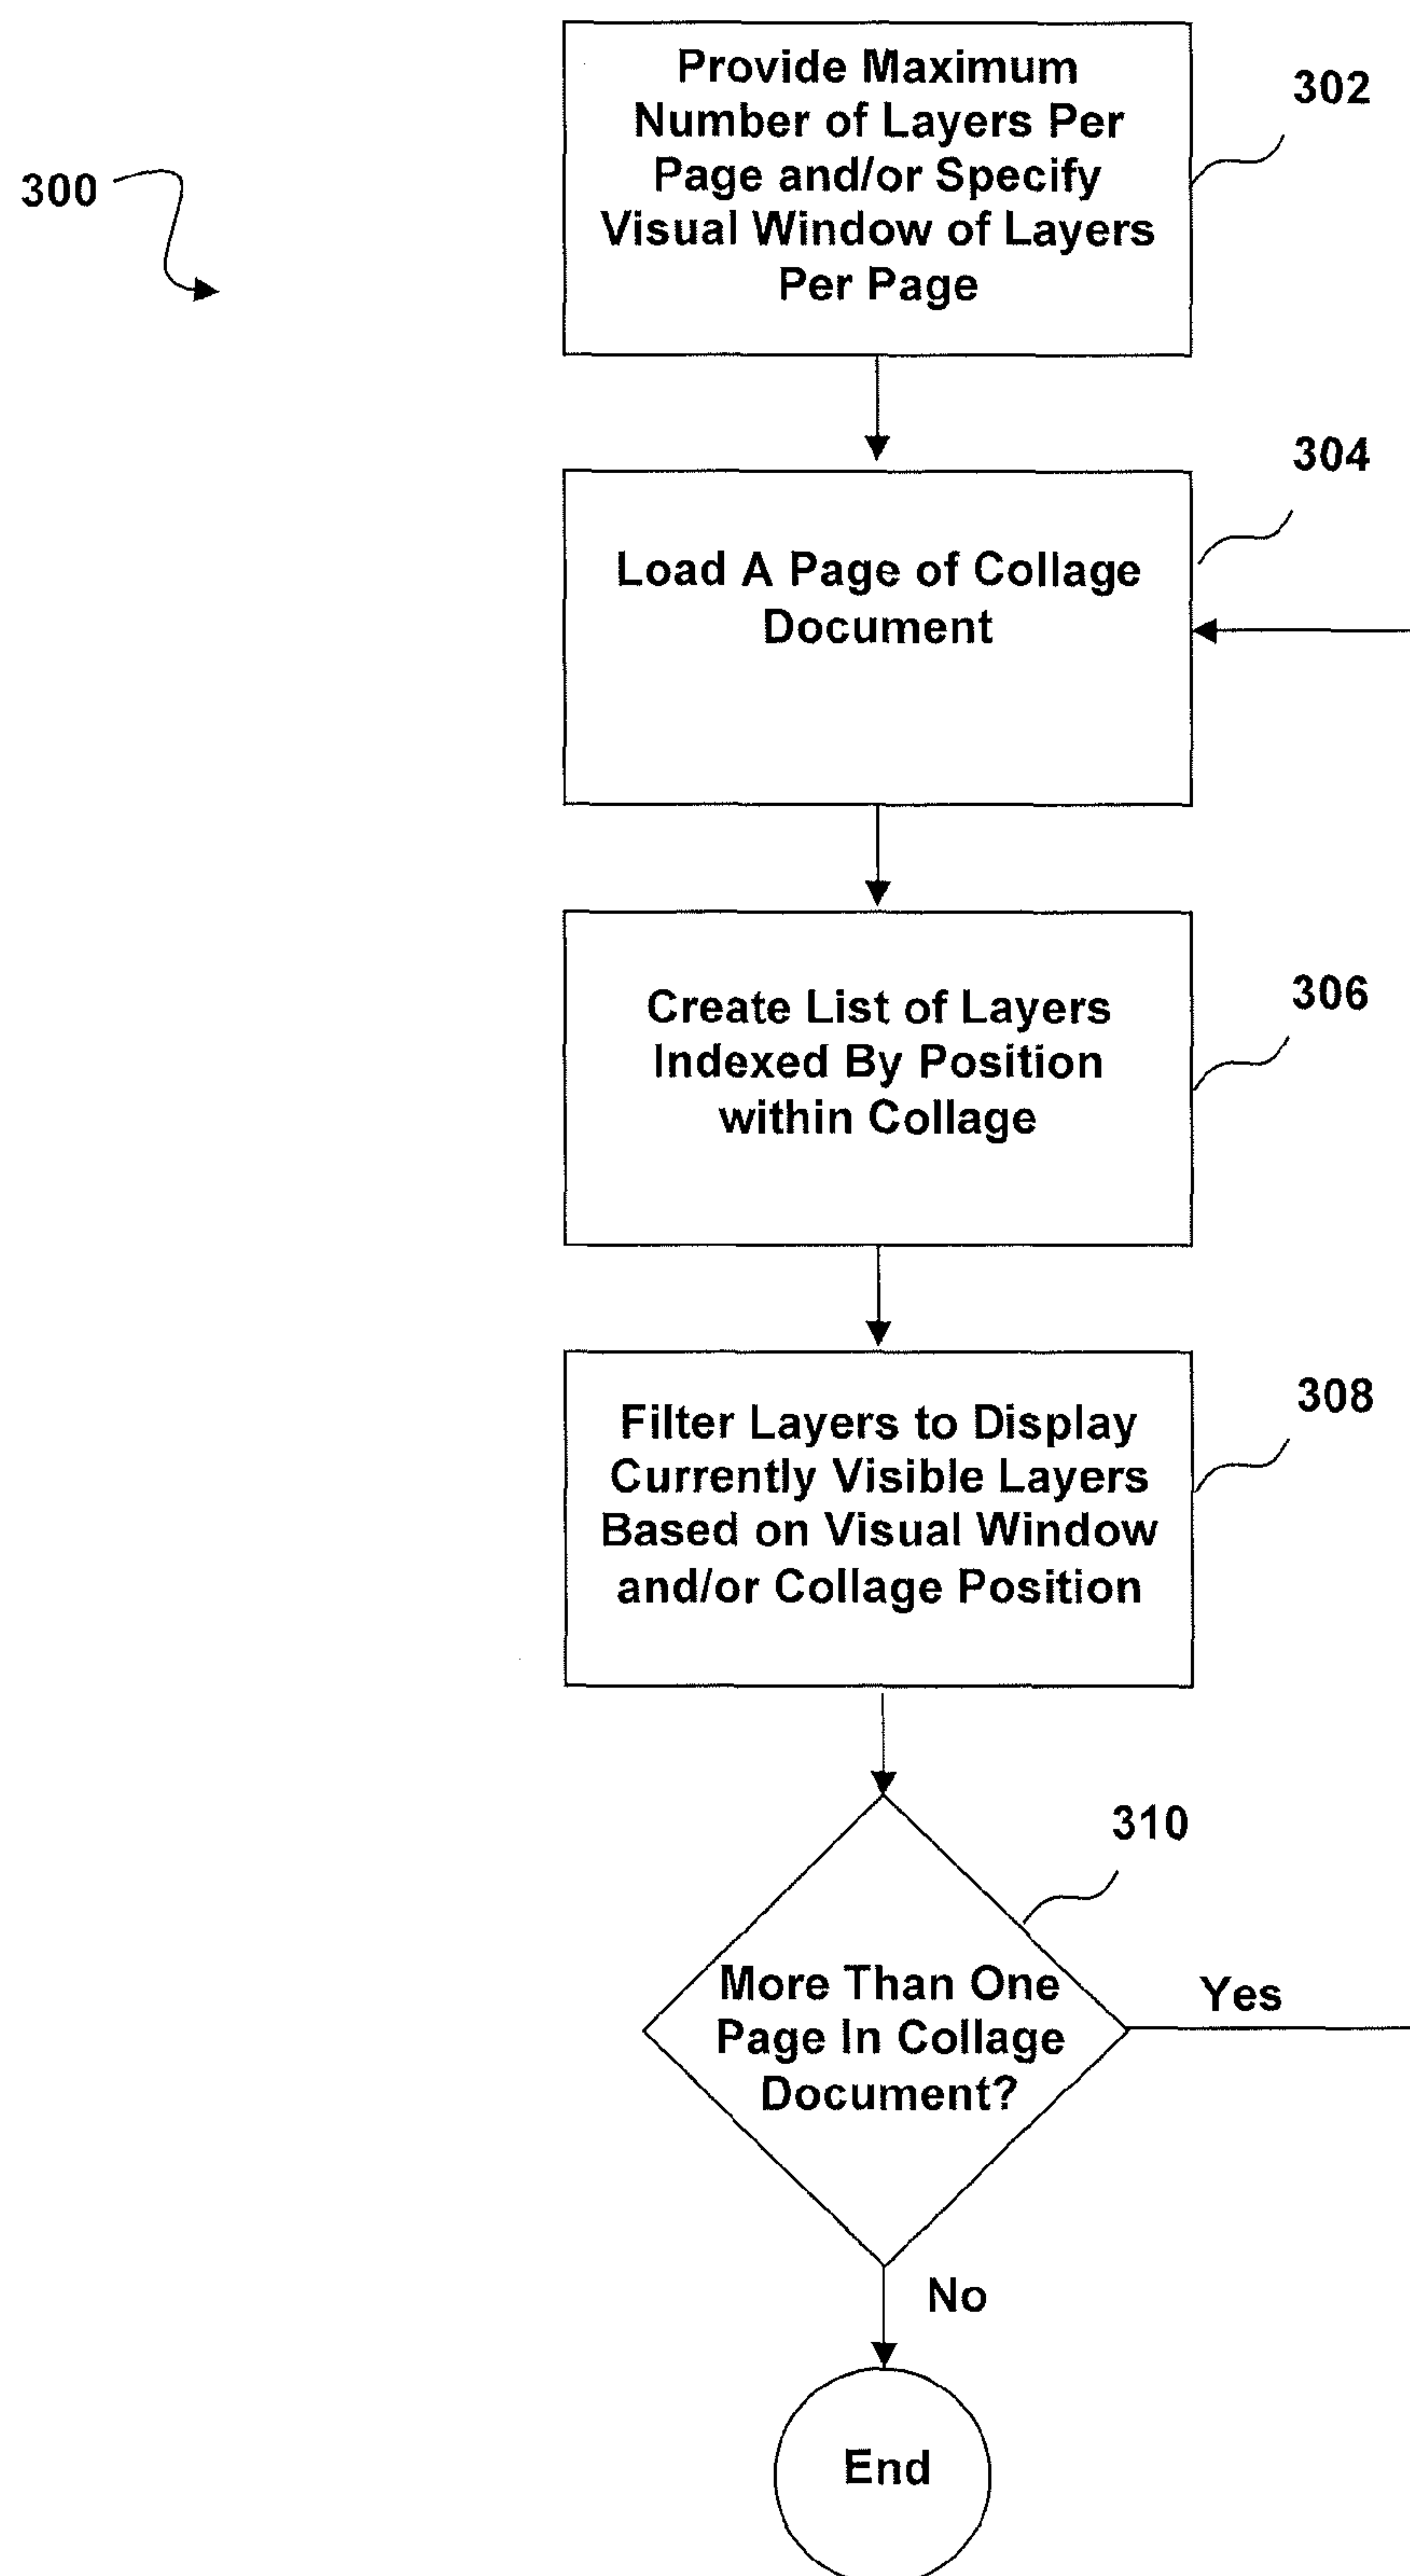 300
Provide Maximum
Number of Layers Per
Page and/or Specify
Visual Window of Layers
Per Page
302
Load A Page of Collage
Document
304
Create List of Layers
Indexed By Position
within Collage
306
Filter Layers to Display
Currently Visible Layers
Based on Visual Window
and/or Collage Position
308
More Than One
Page In Collage
Document?
310
Yes
No
End